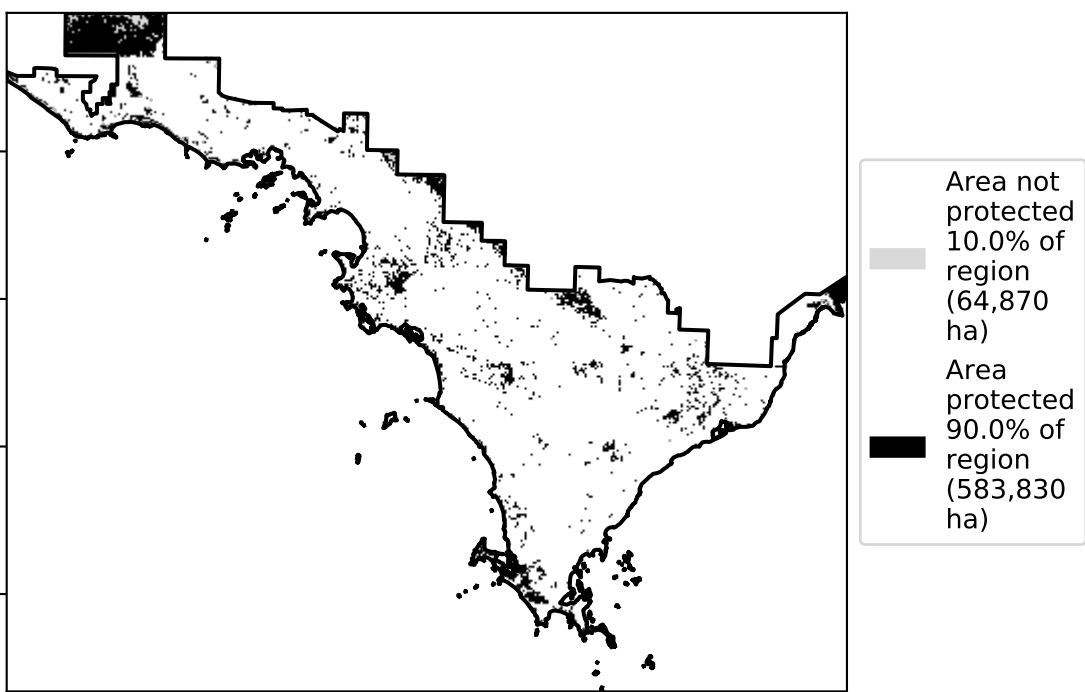 Area not
protected
10.0% of
region
(64,870
ha)
Area
protected
90.0% of
region
(583,830
ha)